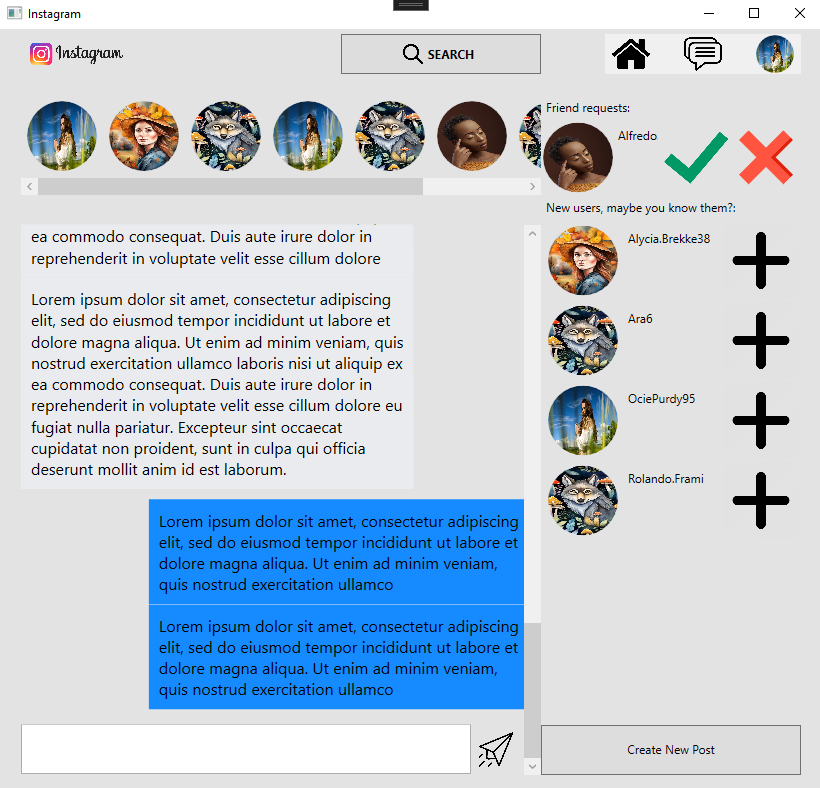 Instagram
Instagram
SEARCH
Friend requests:
Alfredo
New users, maybe you know them?:
Alycia.Brekke38
Ara6
OciePurdy95
Rolando.Frami
ea commodo consequat. Duis aute irure dolor in
reprehenderit in voluptate velit esse cillum dolore
Lorem ipsum dolor sit amet, consectetur adipiscing
elit, sed do eiusmod tempor incididunt ut labore et
dolore magna aliqua. Ut enim ad minim veniam, quis
nostrud exercitation ullamco laboris nisi ut aliquip ex
ea commodo consequat. Duis aute irure dolor in
reprehenderit in voluptate velit esse cillum dolore eu
fugiat nulla pariatur. Excepteur sint occaecat
cupidatat non proident, sunt in culpa qui officia
deserunt mollit anim id est laborum.
Lorem ipsum dolor sit amet, consectetur adipiscing
elit, sed do eiusmod tempor incididunt ut labore et
dolore magna aliqua. Ut enim ad minim veniam,
quis nostrud exercitation ullamco
Lorem ipsum dolor sit amet, consectetur adipiscing
elit, sed do eiusmod tempor incididunt ut labore et
dolore magna aliqua. Ut enim ad minim veniam,
quis nostrud exercitation ullamco
Create New Post